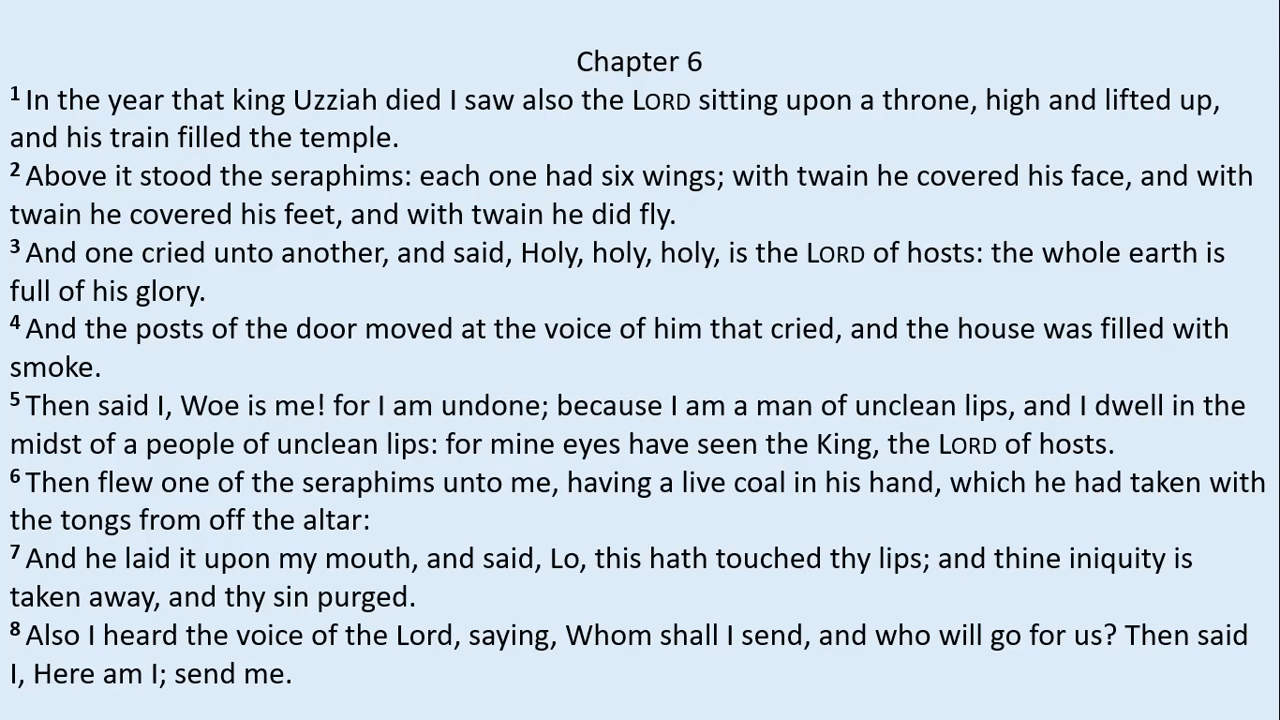 Chapter 6
1 In the year that king Uzziah died I saw also the LORD sitting upon a throne, high and lifted up,
and his train filled the temple.
2 Above it stood the seraphims: each one had six wings; with twain he covered his face, and with
twain he covered his feet, and with twain he did fly.
3 And one cried unto another, and said, Holy, holy, holy, is the LORD of hosts: the whole earth is
full of his glory.
4 And the posts of the door moved at the voice of him that cried, and the house was filled with
smoke.
5 Then said I, Woe is me! for I am undone; because I am a man of unclean lips, and I dwell in the
midst of a people of unclean lips: for mine eyes have seen the King, the LORD of hosts.
6 Then flew one of the seraphims unto me, having a live coal in his hand, which he had taken with
the tongs from off the altar:
7 And he laid it upon my mouth, and said, Lo, this hath touched thy lips; and thine iniquity is
taken away, and thy sin purged.
8 Also I heard the voice of the Lord, saying, Whom shall I send, and who will go for us? Then said
I, Here am I; send me.